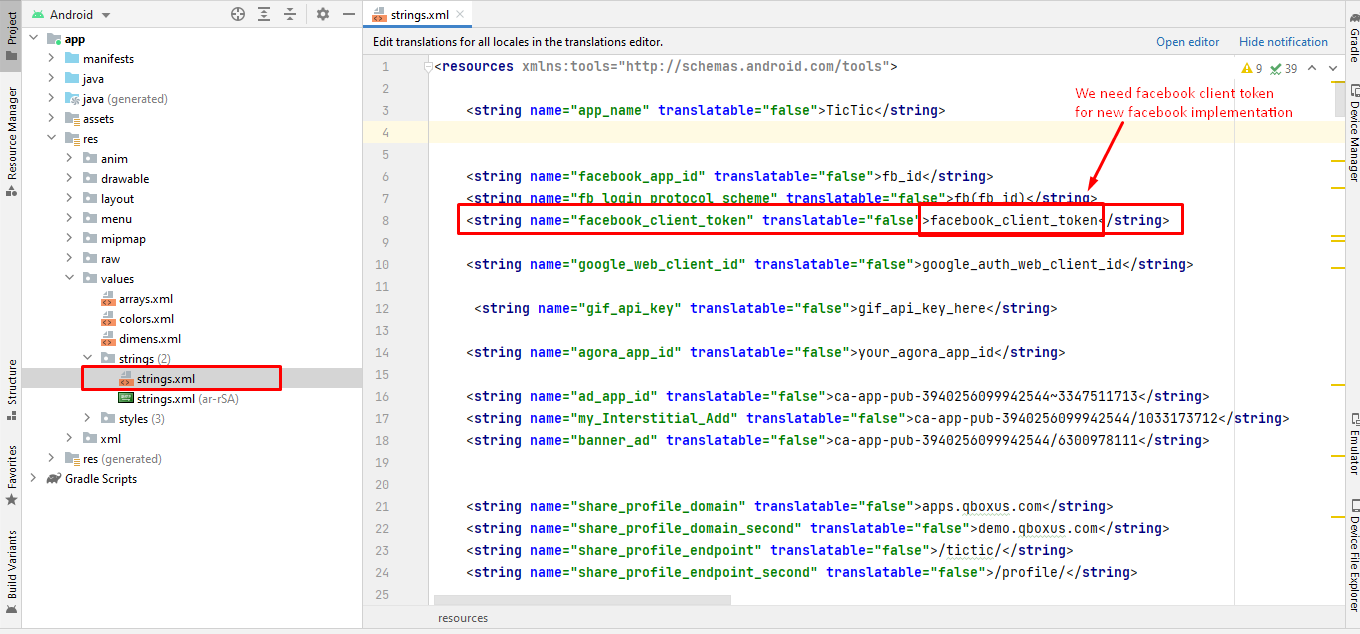 Project
Resource Manager
Structure
Favorites
Build Variants
Android
app
manifests
java
java (generated)
assets
res
anim
drawable
layout
menu
mipmap
raw
values
arrays.xml
colors.xml
dimens.xml
strings (2)
strings.xml
strings.xml (ar-rSA)
styles (3)
xml
res (generated)
Gradle Scripts
strings.xml
Edit translations for all locales in the translations editor. Open editor Hide notification
9 39
We need facebook client token
for new facebook implementation
1 <resources xmlns:tools="http://schemas.android.com/tools">
2
3 <string name="app_name" translatable="false">TicTic</string>
4
5
6 <string name="facebook_app_id" translatable="false">fb_id</string>
7 <string name="fb_login_protocol_scheme" translatable="false">fb(fb_id)</string>
8 <string name="facebook_client_token" translatable="false">facebook_client_token</string>
9
10 <string name="google_web_client_id" translatable="false">google_auth_web_client_id</string>
11
12 <string name="gif_api_key" translatable="false">gif_api_key_here</string>
13
14 <string name="agora_app_id" translatable="false">your_agora_app_id</string>
15
16 <string name="ad_app_id" translatable="false">ca-app-pub-3940256099942544~3347511713</string>
17 <string name="my_Interstitial_Add" translatable="false">ca-app-pub-3940256099942544/1033173712</string>
18 <string name="banner_ad" translatable="false">ca-app-pub-3940256099942544/6300978111</string>
19
20
21 <string name="share_profile_domain" translatable="false">apps.qboxus.com</string>
22 <string name="share_profile_domain_second" translatable="false">demo.qboxus.com</string>
23 <string name="share_profile_endpoint" translatable="false">/tictic/</string>
24 <string name="share_profile_endpoint_second" translatable="false">/profile/</string>
25
resources
Gradle
Device Manager
Emulator
Device File Explorer